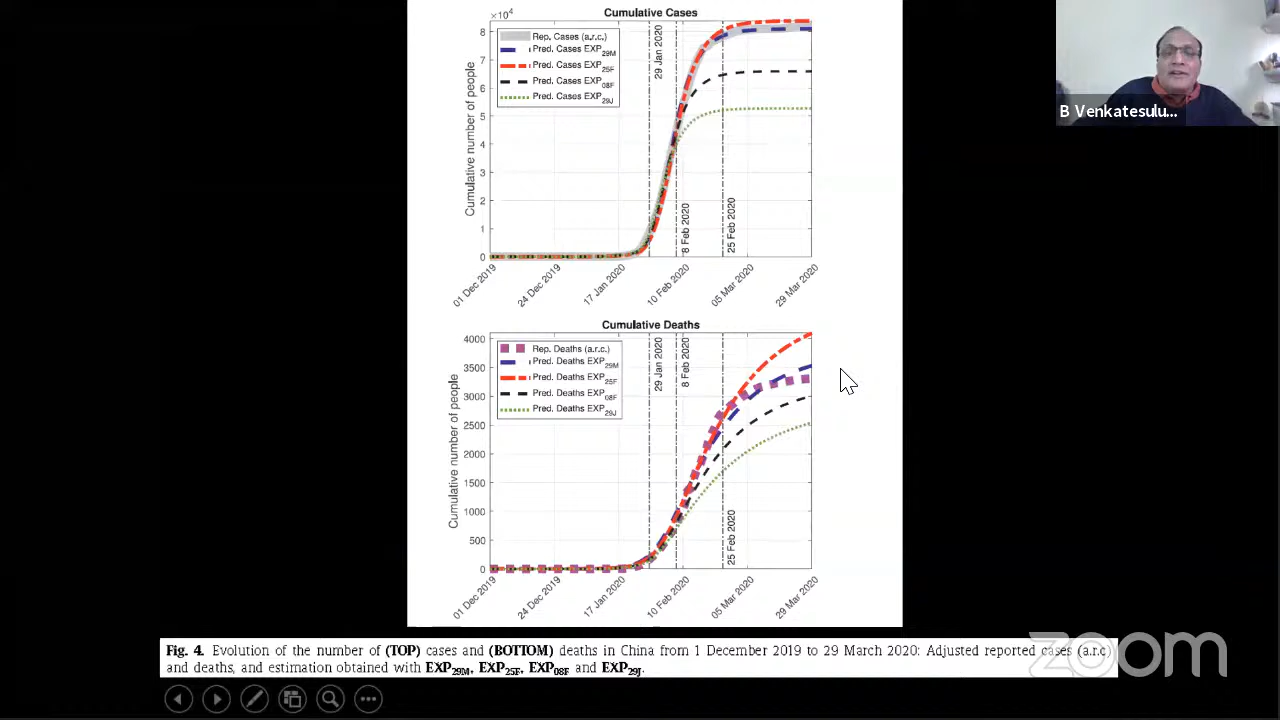 Cumulative Cases
×10⁴
Rep. Cases (a.r.c.)
Pred. Cases EXP29M
Pred. Cases EXP25F
Pred. Cases EXP08F
Pred. Cases EXP29J
29 Jan 2020
8 Feb 2020
25 Feb 2020
Cumulative number of people
8
7
6
5
4
3
2
1
0
01 Dec 2019
24 Dec 2019
17 Jan 2020
10 Feb 2020
05 Mar 2020
29 Mar 2020
B Venkatesulu...
Cumulative Deaths
Rep. Deaths (a.r.c.)
Pred. Deaths EXP29M
Pred. Deaths EXP25F
Pred. Deaths EXP08F
Pred. Deaths EXP29J
29 Jan 2020
8 Feb 2020
25 Feb 2020
Cumulative number of people
4000
3500
3000
2500
2000
1500
1000
500
0
01 Dec 2019
24 Dec 2019
17 Jan 2020
10 Feb 2020
05 Mar 2020
29 Mar 2020
Fig. 4. Evolution of the number of (TOP) cases and (BOTTOM) deaths in China from 1 December 2019 to 29 March 2020: Adjusted reported cases (a.r.c)
and deaths, and estimation obtained with EXP29M, EXP25F, EXP08F and EXP29J.
zoom